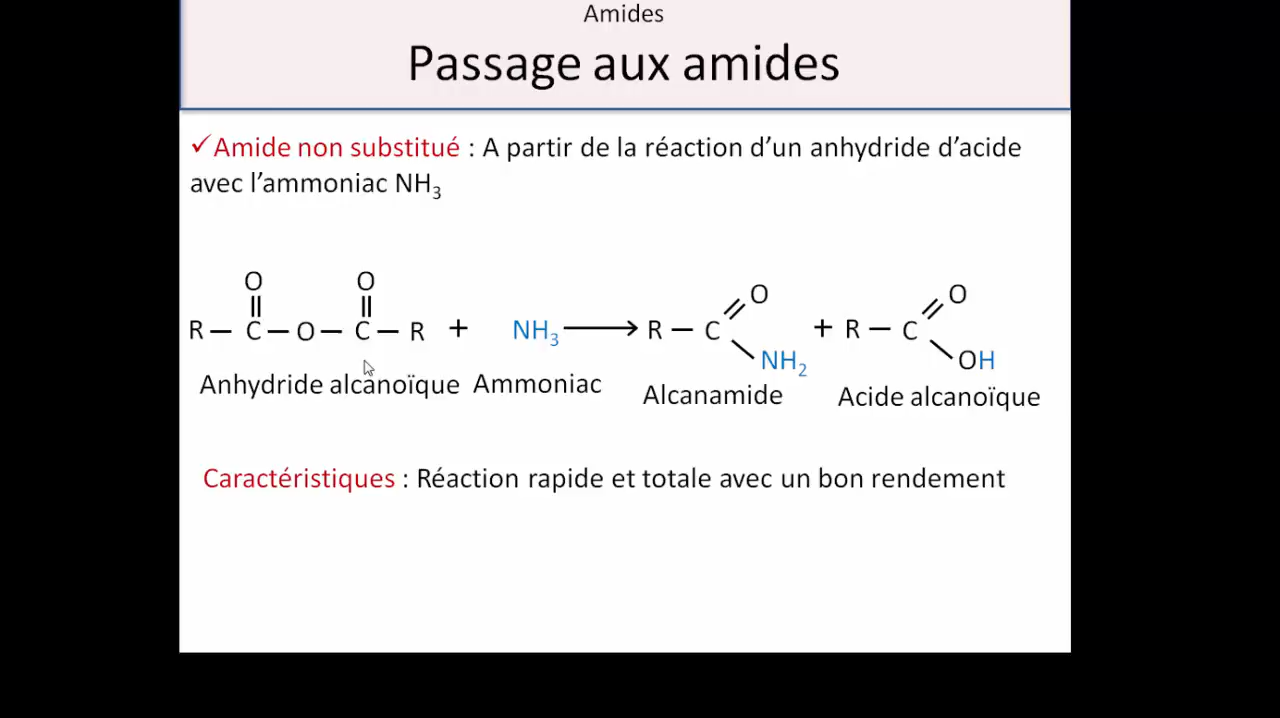 Amides
Passage aux amides
✓Amide non substitué : A partir de la réaction d’un anhydride d’acide
avec l’ammoniac NH₃
O O O O
R — C — O — C — R + NH₃ ⟶ R — C + R — C
NH₂ OH
Anhydride alcanoïque Ammoniac Alcanamide Acide alcanoïque
Caractéristiques : Réaction rapide et totale avec un bon rendement